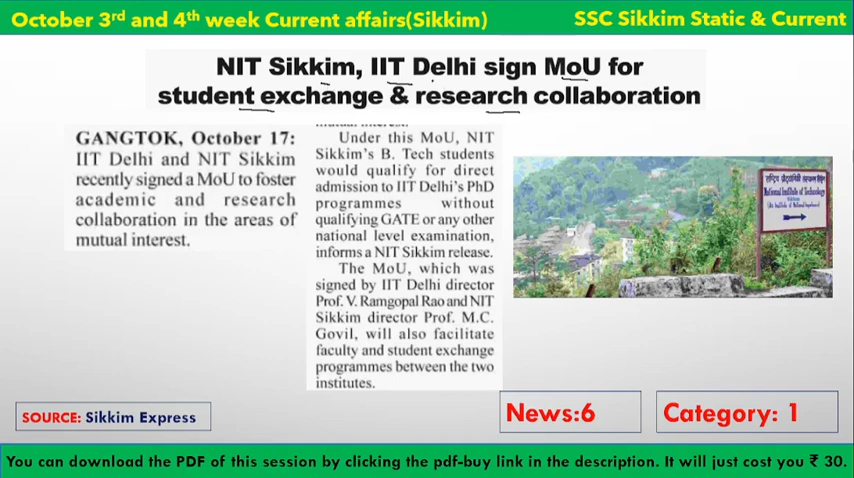 October 3rd and 4th week Current affairs(Sikkim)
SSC Sikkim Static & Current
NIT Sikkim, IIT Delhi sign MoU for
student exchange & research collaboration
GANGTOK, October 17:
IIT Delhi and NIT Sikkim
recently signed a MoU to foster
academic and research
collaboration in the areas of
mutual interest.
mutual interest.
Under this MoU, NIT
Sikkim's B. Tech students
would qualify for direct
admission to IIT Delhi's PhD
programmes without
qualifying GATE or any other
national level examination,
informs a NIT Sikkim release.
The MoU, which was
signed by IIT Delhi director
Prof. V. Ramgopal Rao and NIT
Sikkim director Prof. M.C.
Govil, will also facilitate
faculty and student exchange
programmes between the two
institutes.
राष्ट्रीय प्रौद्योगिकी संस्थान
National Institute of Technology
SOURCE: Sikkim Express
News:6
Category: 1
You can download the PDF of this session by clicking the pdf-buy link in the description. It will just cost you ₹ 30.